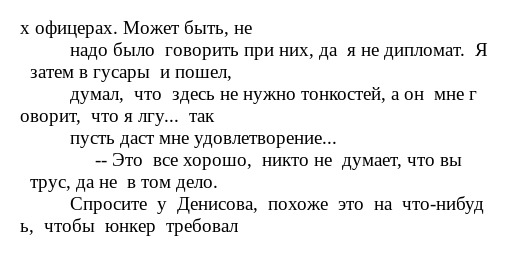 х офицерах. Может быть, не
надо было говорить при них, да я не дипломат. Я
затем в гусары и пошел,
думал, что здесь не нужно тонкостей, а он мне г
оворит, что я лгу... так
пусть даст мне удовлетворение...
-- Это все хорошо, никто не думает, что вы
трус, да не в том дело.
Спросите у Денисова, похоже это на что-нибуд
ь, чтобы юнкер требовал